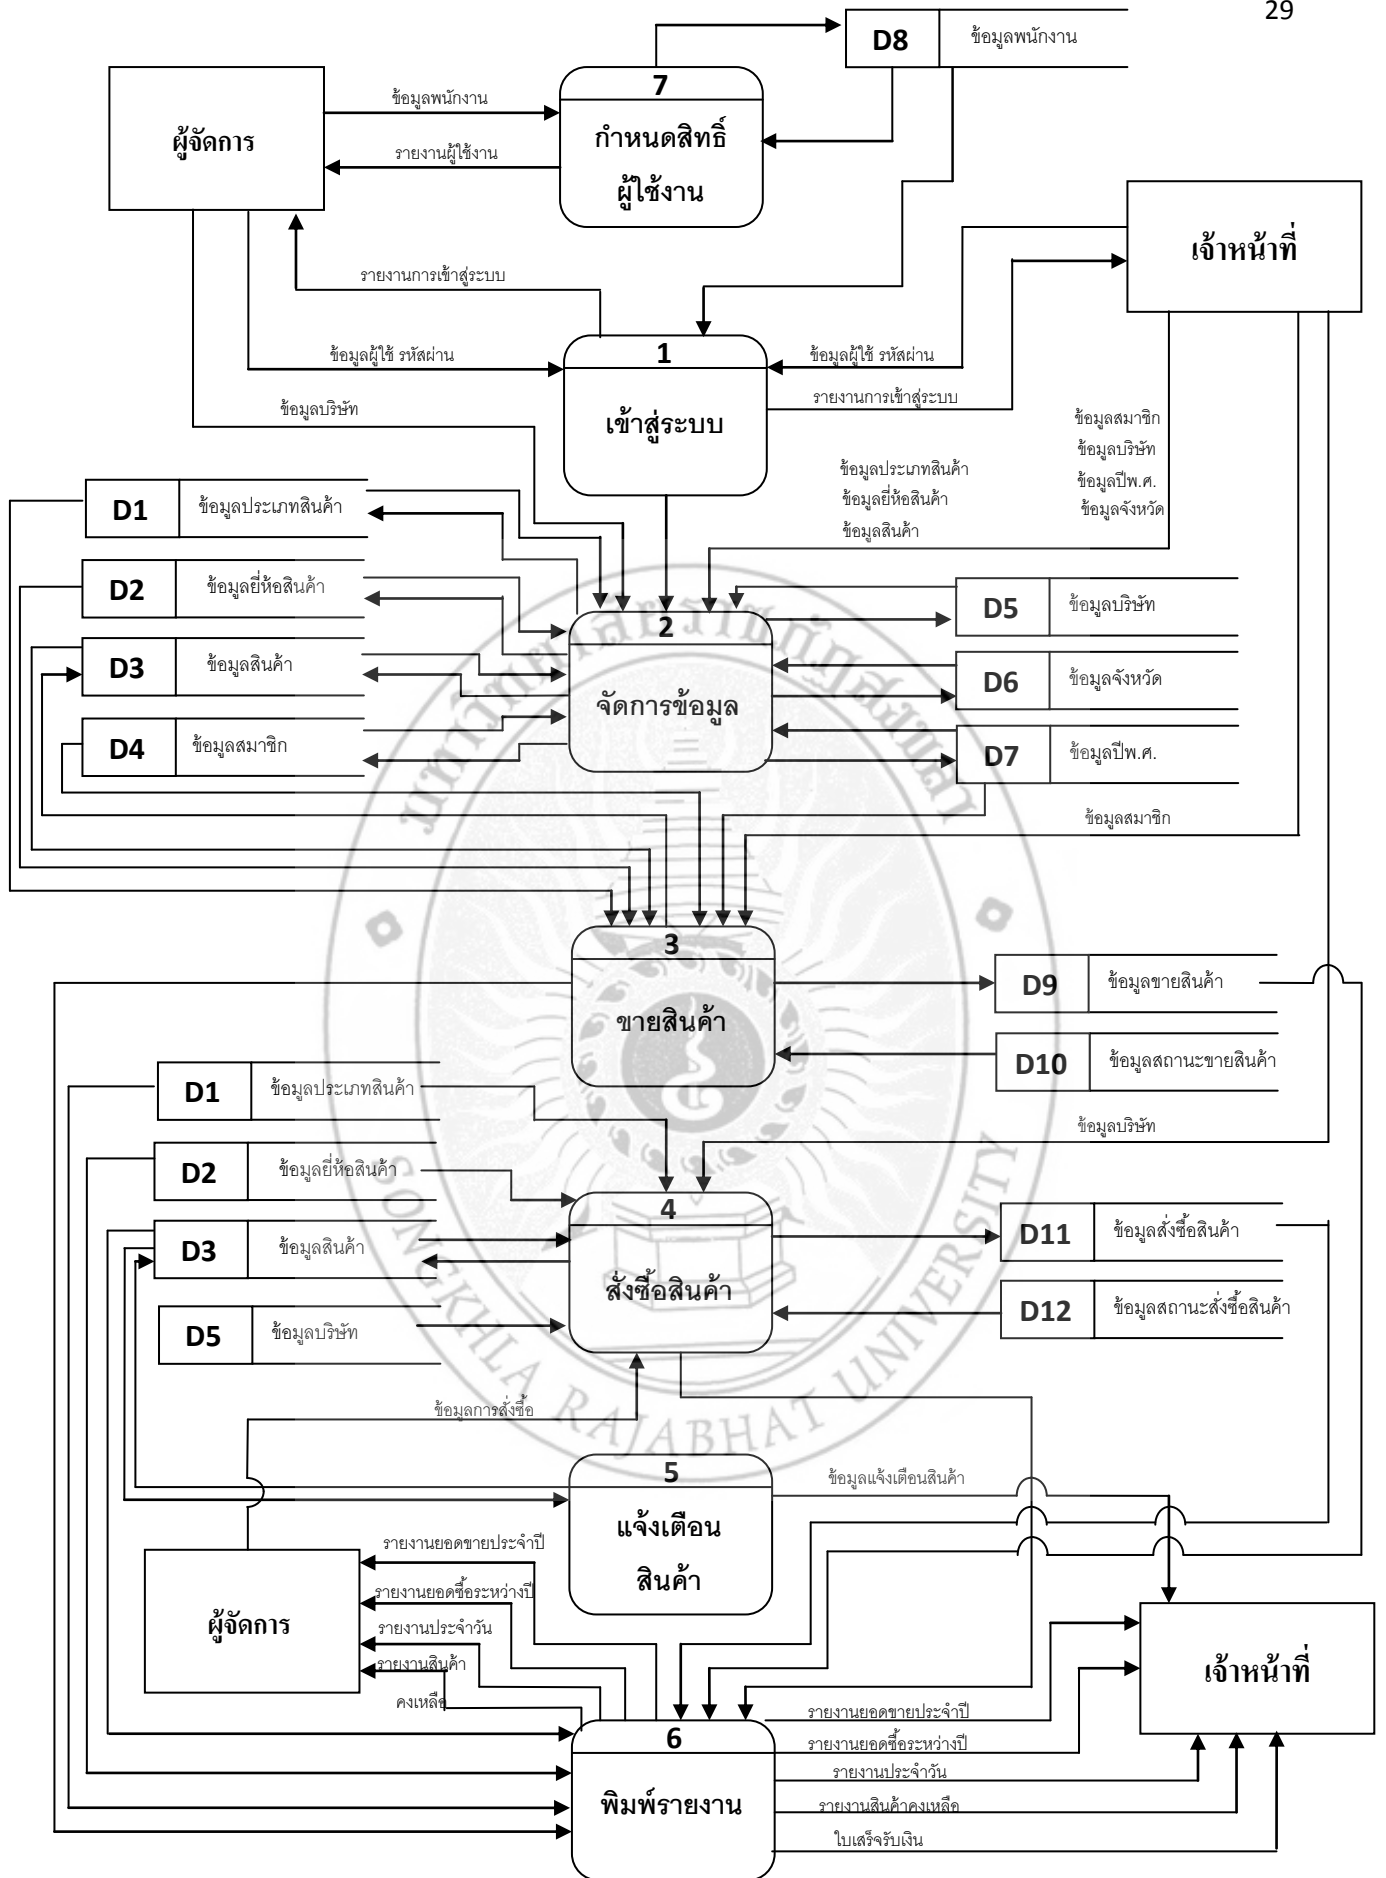 29
D8
ข้อมูลพนักงาน
7
ข้อมูลพนักงาน
ผู้จัดการ
กำหนดสิทธิ์
รายงานผู้ใช้งาน
ผู้ใช้งาน
เจ้าหน้าที่
รายงานการเข้าสู่ระบบ
1
ข้อมูลผู้ใช้ รหัสผ่าน
ข้อมูลผู้ใช้ รหัสผ่าน
รายงานการเข้าสู่ระบบ
ข้อมูลบริษัท
เข้าสู่ระบบ
ข้อมูลสมาชิก
ข้อมูลบริษัท
ข้อมูลปีพ.ศ.
ข้อมูลจังหวัด
ข้อมูลประเภทสินค้า
ข้อมูลยี่ห้อสินค้า
ข้อมูลสินค้า
D1
ข้อมูลประเภทสินค้า
D2
ข้อมูลยี่ห้อสินค้า
D3
ข้อมูลสินค้า
D4
ข้อมูลสมาชิก
2
จัดการข้อมูล
D5
ข้อมูลบริษัท
D6
ข้อมูลจังหวัด
D7
ข้อมูลปีพ.ศ.
ข้อมูลสมาชิก
มหาวิทยาลัยราชภัฏสงขลา
3
ขายสินค้า
D9
ข้อมูลขายสินค้า
D10
ข้อมูลสถานะขายสินค้า
D1
ข้อมูลประเภทสินค้า
ข้อมูลบริษัท
D2
ข้อมูลยี่ห้อสินค้า
D3
ข้อมูลสินค้า
D5
ข้อมูลบริษัท
4
สั่งซื้อสินค้า
D11
ข้อมูลสั่งซื้อสินค้า
D12
ข้อมูลสถานะสั่งซื้อสินค้า
SONGKHLA RAJABHAT UNIVERSITY
ข้อมูลการสั่งซื้อ
5
แจ้งเตือน
สินค้า
ข้อมูลแจ้งเตือนสินค้า
รายงานยอดขายประจำปี
รายงานยอดซื้อระหว่างปี
ผู้จัดการ
รายงานประจำวัน
รายงานสินค้า
คงเหลือ
เจ้าหน้าที่
รายงานยอดขายประจำปี
6
รายงานยอดซื้อระหว่างปี
รายงานประจำวัน
พิมพ์รายงาน
รายงานสินค้าคงเหลือ
ใบเสร็จรับเงิน